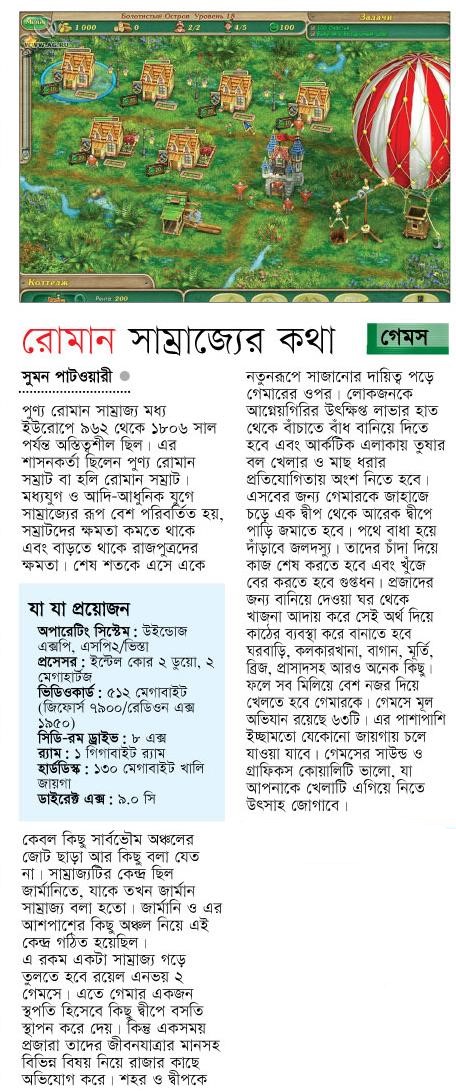 Болотистый Остров Уровень 18
Задачи
Меню
1 000
0
2/2
4/5
100
WWW.AG.RU
Коттедж
Рента 200
রোমান সাম্রাজ্যের কথা
গেমস
সুমন পাটওয়ারী
পুণ্য রোমান সাম্রাজ্য মধ্য
ইউরোপে ৯৬২ থেকে ১৮০৬ সাল
পর্যন্ত অস্তিত্বশীল ছিল। এর
শাসনকর্তা ছিলেন পুণ্য রোমান
সম্রাট বা হলি রোমান সম্রাট।
মধ্যযুগ ও আদি-আধুনিক যুগে
সাম্রাজ্যের রূপ বেশ পরিবর্তিত হয়,
সম্রাটদের ক্ষমতা কমতে থাকে
এবং বাড়তে থাকে রাজপুত্রদের
ক্ষমতা। শেষ শতকে এসে একে
যা যা প্রয়োজন
অপারেটিং সিস্টেম : উইন্ডোজ
এক্সপি, এসপি২/ভিস্তা
প্রসেসর : ইন্টেল কোর ২ ডুয়ো, ২
মেগাহার্টজ
ভিডিওকার্ড : ৫১২ মেগাবাইট
(জিফোর্স ৭৯০০/রেডিওন এক্স
১৯৫০)
সিডি-রম ড্রাইভ : ৮ এক্স
র‌্যাম : ১ গিগাবাইট র‌্যাম
হার্ডডিস্ক : ১৩০ মেগাবাইট খালি
জায়গা
ডাইরেক্ট এক্স : ৯.০ সি
কেবল কিছু সার্বভৌম অঞ্চলের
জোট ছাড়া আর কিছু বলা যেত
না। সাম্রাজ্যটির কেন্দ্র ছিল
জার্মানিতে, যাকে তখন জার্মান
সাম্রাজ্য বলা হতো। জার্মানি ও এর
আশপাশের কিছু অঞ্চল নিয়ে এই
কেন্দ্র গঠিত হয়েছিল।
এ রকম একটা সাম্রাজ্য গড়ে
তুলতে হবে রয়েল এনভয় ২
গেমসে। এতে গেমার একজন
স্থপতি হিসেবে কিছু দ্বীপে বসতি
স্থাপন করে দেয়। কিন্তু একসময়
প্রজারা তাদের জীবনযাত্রার মানসহ
বিভিন্ন বিষয় নিয়ে রাজার কাছে
অভিযোগ করে। শহর ও দ্বীপকে
নতুনরূপে সাজানোর দায়িত্ব পড়ে
গেমারের ওপর। লোকজনকে
আগ্নেয়গিরির উৎক্ষিপ্ত লাভার হাত
থেকে বাঁচাতে বাঁধ বানিয়ে দিতে
হবে এবং আর্কটিক এলাকায় তুষার
বল খেলার ও মাছ ধরার
প্রতিযোগিতায় অংশ নিতে হবে।
এসবের জন্য গেমারকে জাহাজে
চড়ে এক দ্বীপ থেকে আরেক দ্বীপে
পাড়ি জমাতে হবে। পথে বাধা হয়ে
দাঁড়াবে জলদস্যু। তাদের চাঁদা দিয়ে
কাজ শেষ করতে হবে এবং খুঁজে
বের করতে হবে গুপ্তধন। প্রজাদের
জন্য বানিয়ে দেওয়া ঘর থেকে
খাজনা আদায় করে সেই অর্থ দিয়ে
কাঠের ব্যবস্থা করে বানাতে হবে
ঘরবাড়ি, কলকারখানা, বাগান, মূর্তি,
ব্রিজ, প্রাসাদসহ আরও অনেক কিছু।
ফলে সব মিলিয়ে বেশ নজর দিয়ে
খেলতে হবে গেমারকে। গেমসে মূল
অভিযান রয়েছে ৬৩টি। এর পাশাপাশি
ইচ্ছামতো যেকোনো জায়গায় চলে
যাওয়া যাবে। গেমসের সাউন্ড ও
গ্রাফিকস কোয়ালিটি ভালো, যা
আপনাকে খেলাটি এগিয়ে নিতে
উৎসাহ জোগাবে।